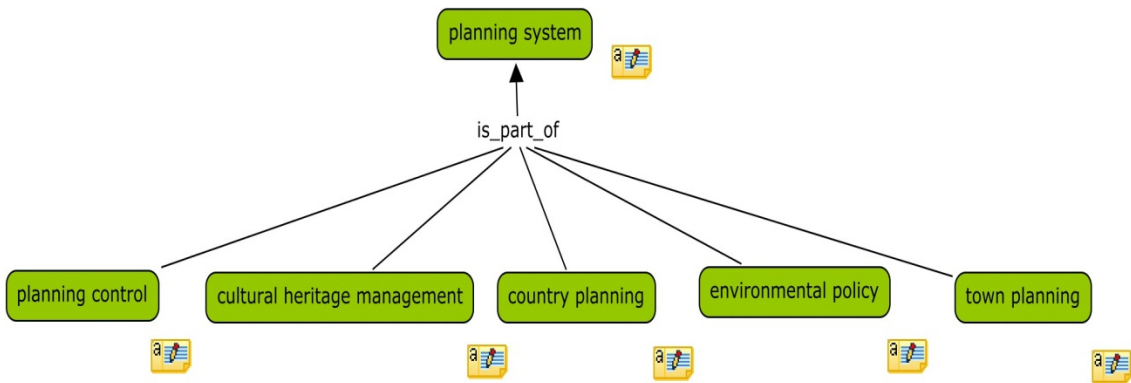 planning system
a
is_part_of
planning control
cultural heritage management
country planning
environmental policy
town planning
a
a
a
a
a